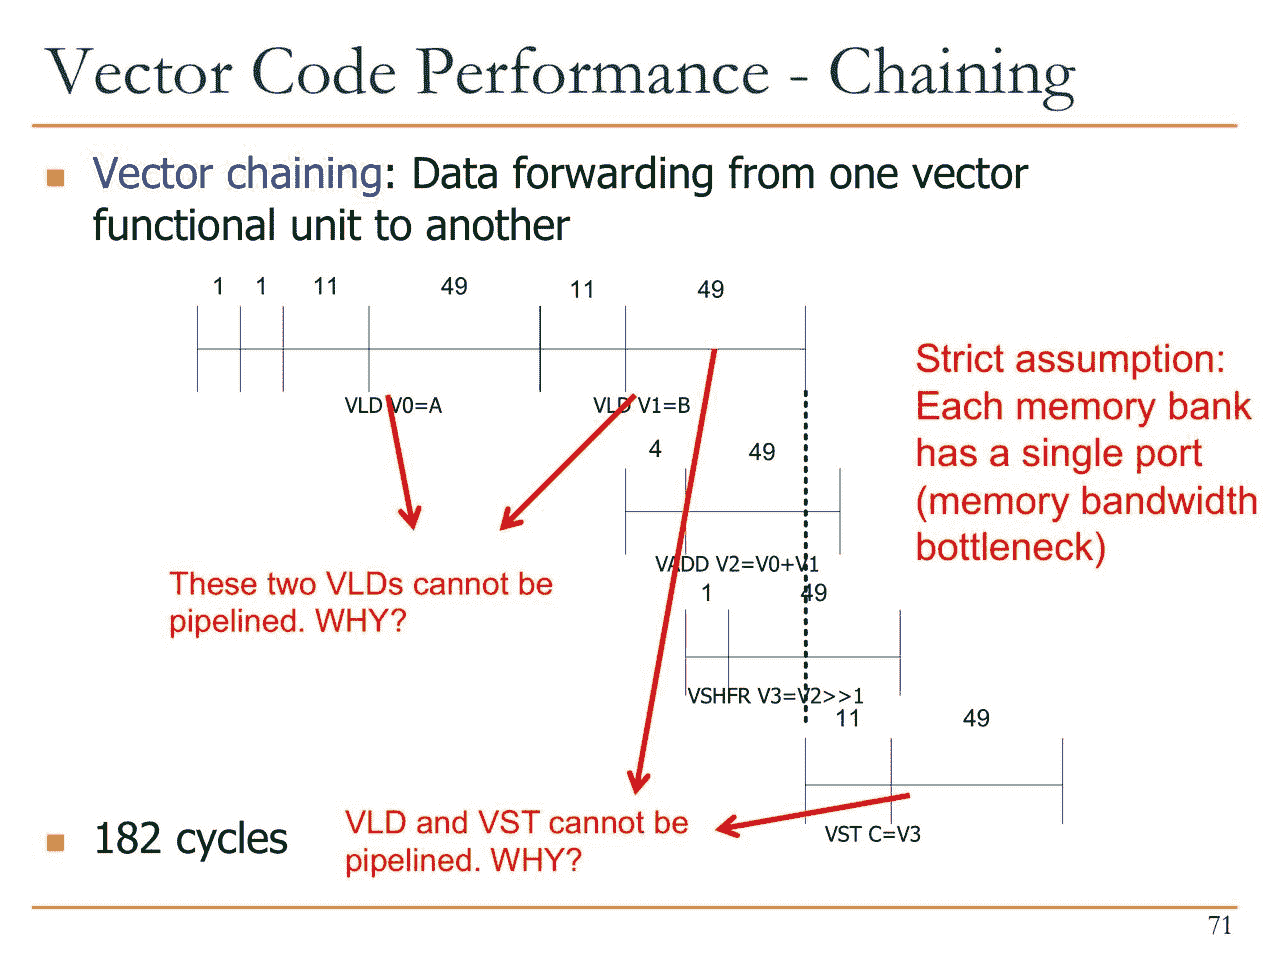 Vector Code Performance - Chaining
Vector chaining: Data forwarding from one vector
functional unit to another
1 1 11 49 11 49
Strict assumption:
Each memory bank
has a single port
(memory bandwidth
bottleneck)
VLD V0=A VLD V1=B
4 49
VADD V2=V0+V1
These two VLDs cannot be
pipelined. WHY?
1 49
VSHFR V3=V2>>1
11 49
VLD and VST cannot be
pipelined. WHY?
VST C=V3
182 cycles
71